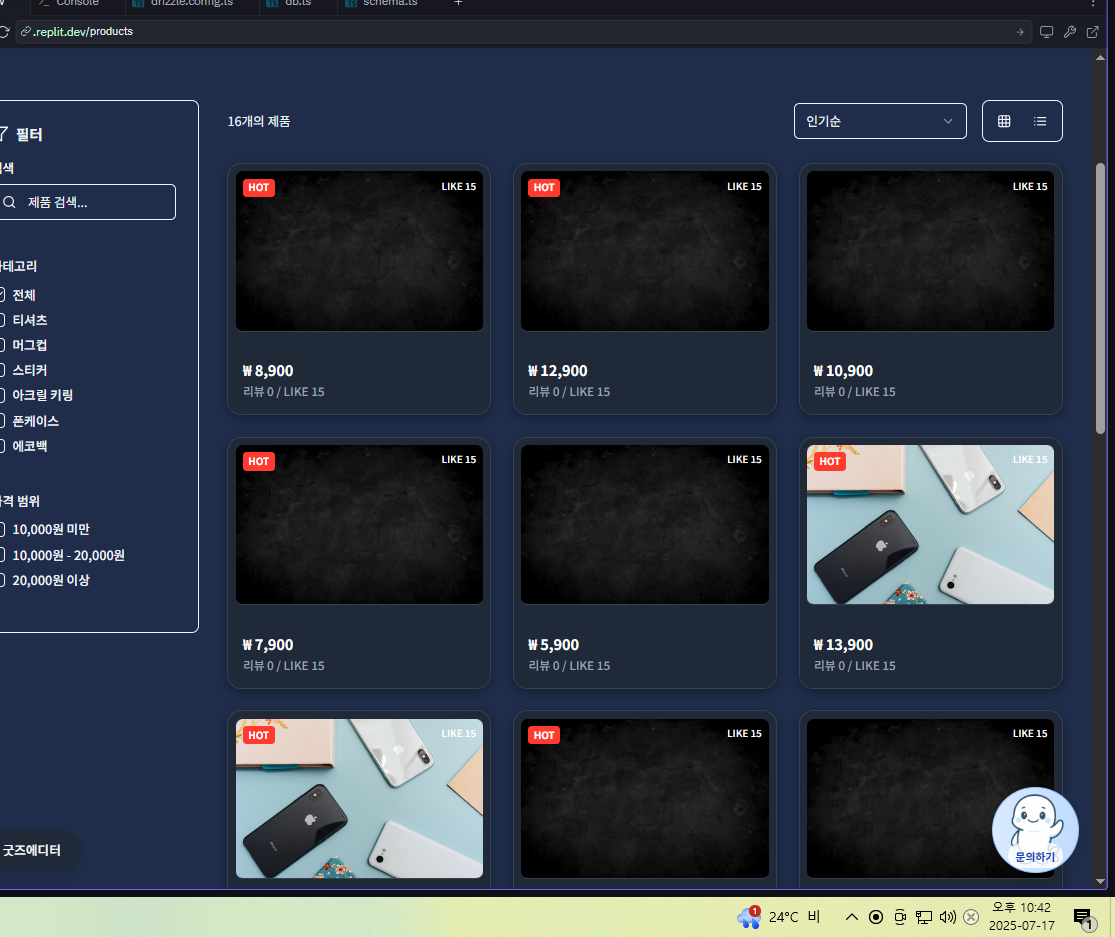 Console
drizzle.config.ts
db.ts
schema.ts
.replit.dev/products
필터
색
제품 검색...
테고리
전체
티셔츠
머그컵
스티커
아크릴 키링
폰케이스
에코백
격 범위
10,000원 미만
10,000원 - 20,000원
20,000원 이상
굿즈에디터
16개의 제품
인기순
HOT
LIKE 15
₩ 8,900
리뷰 0 / LIKE 15
HOT
LIKE 15
₩ 12,900
리뷰 0 / LIKE 15
LIKE 15
₩ 10,900
리뷰 0 / LIKE 15
HOT
LIKE 15
₩ 7,900
리뷰 0 / LIKE 15
LIKE 15
₩ 5,900
리뷰 0 / LIKE 15
HOT
LIKE 15
₩ 13,900
리뷰 0 / LIKE 15
HOT
LIKE 15
HOT
LIKE 15
LIKE 15
문의하기
1
24°C 비
오후 10:42
2025-07-17
1